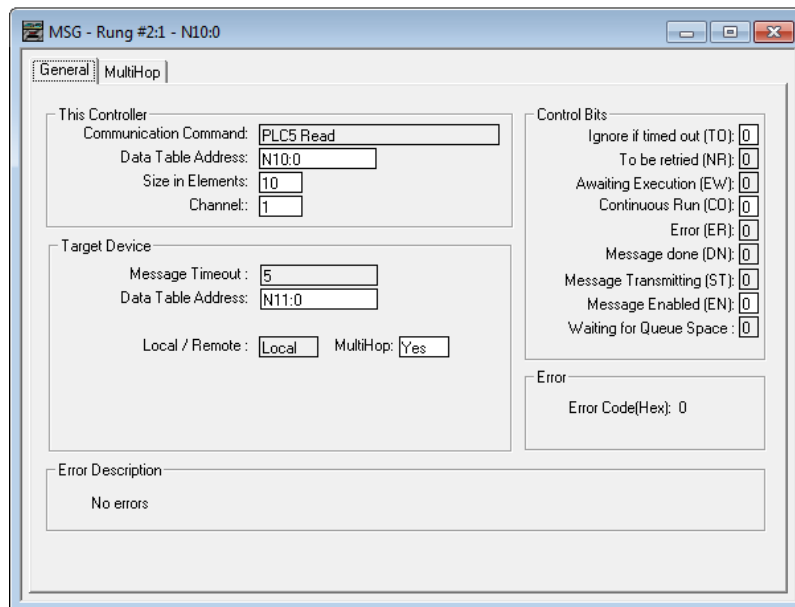 MSG - Rung #2:1 - N10:0
General MultiHop
This Controller
Communication Command: PLC5 Read
Data Table Address: N10:0
Size in Elements: 10
Channel:: 1
Target Device
Message Timeout : 5
Data Table Address: N11:0
Local / Remote : Local MultiHop: Yes
Control Bits
Ignore if timed out (TO): 0
To be retried (NR): 0
Awaiting Execution (EW): 0
Continuous Run (CO): 0
Error (ER): 0
Message done (DN): 0
Message Transmitting (ST): 0
Message Enabled (EN): 0
Waiting for Queue Space : 0
Error
Error Code(Hex): 0
Error Description
No errors